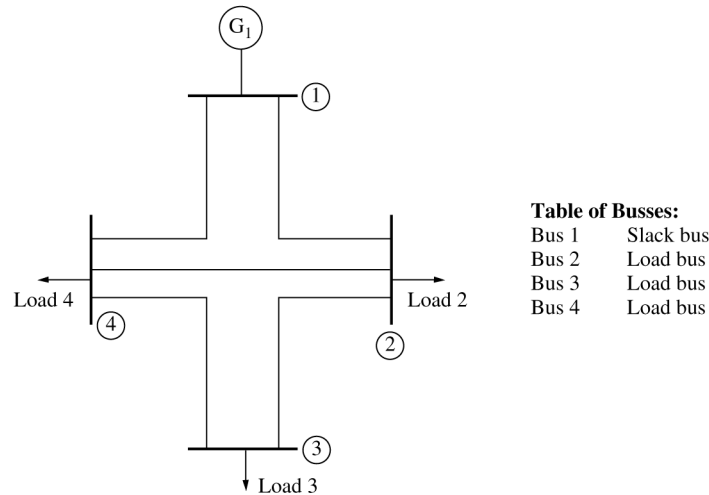 G1
1
Load 4
4
Load 2
2
3
Load 3
Table of Busses:
Bus 1 Slack bus
Bus 2 Load bus
Bus 3 Load bus
Bus 4 Load bus